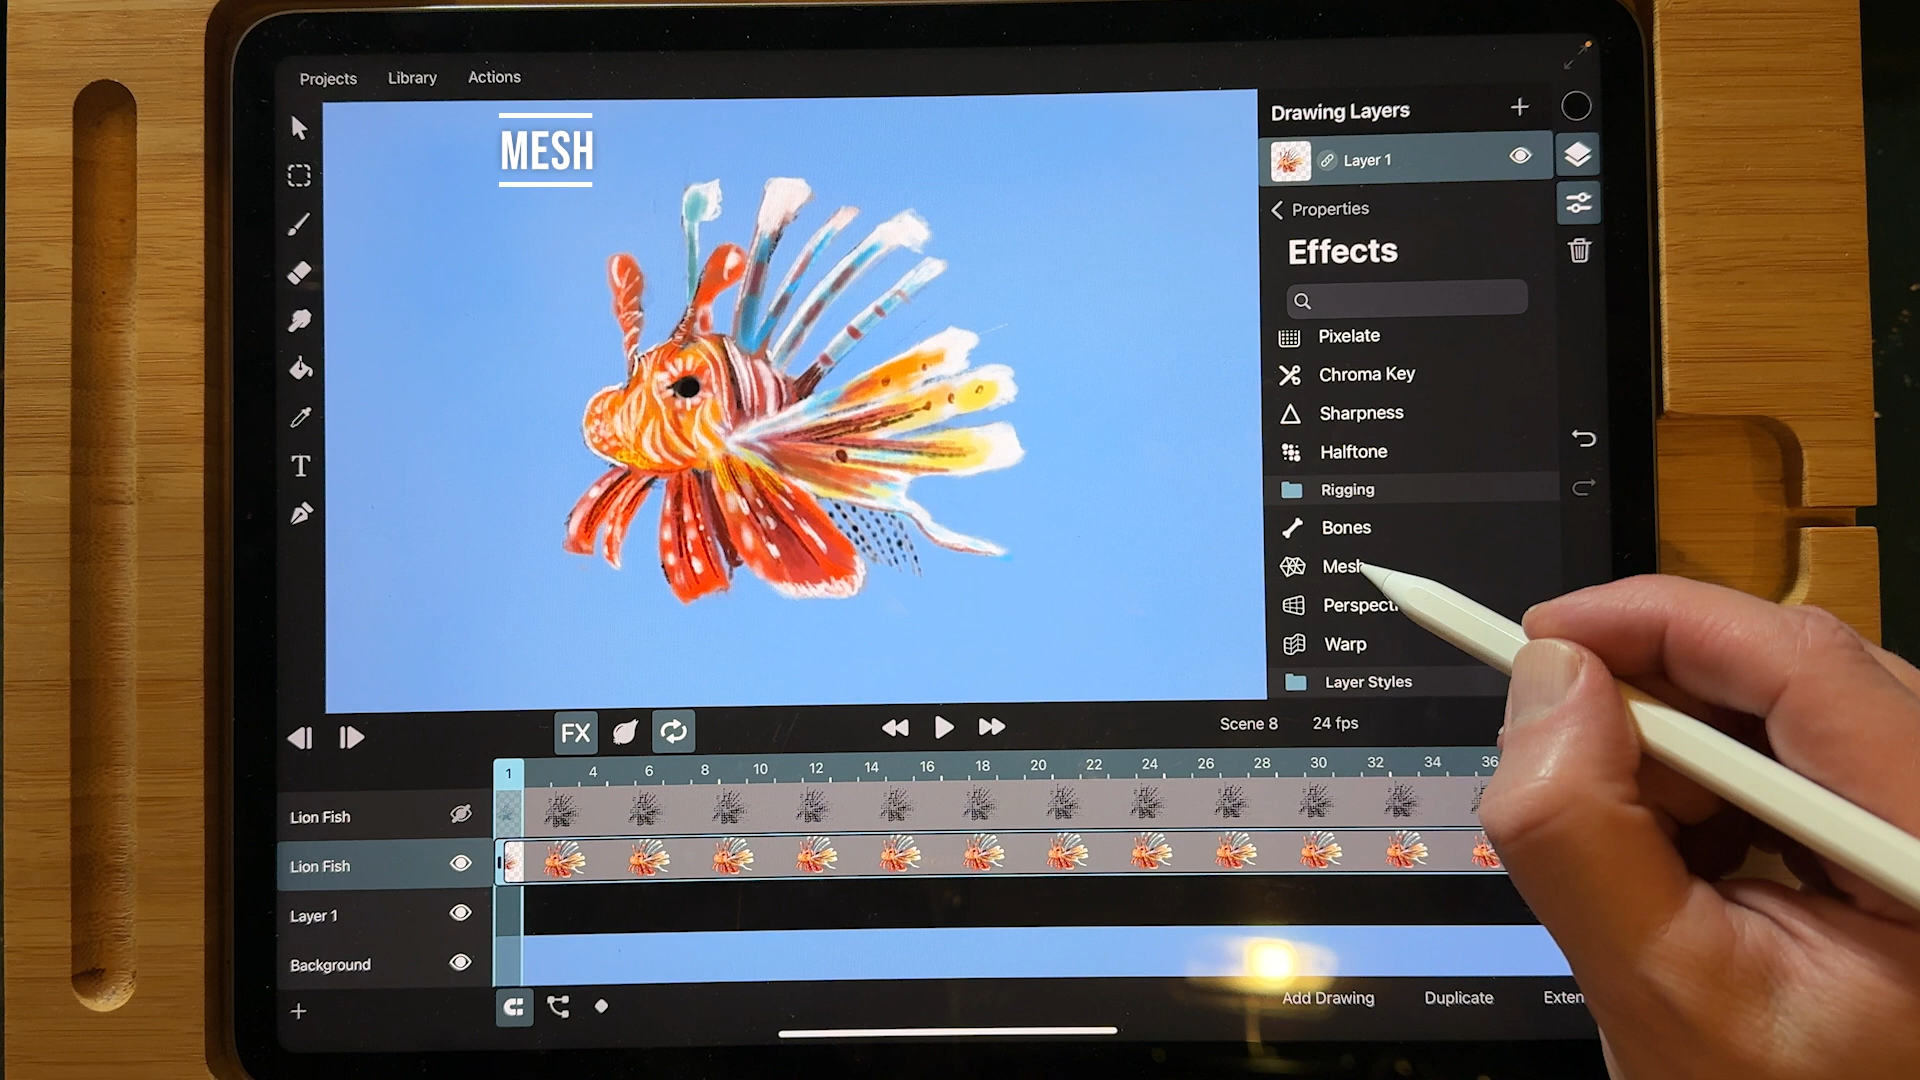 Projects Library Actions
MESH
Drawing Layers
Layer 1
Properties
Effects
Pixelate
Chroma Key
Sharpness
Halftone
Rigging
Bones
Mesh
Warp
Layer Styles
T
FX
Scene 8 24 fps
1 4 6 8 10 12 14 16 18 20 22 24 26 28 30 32 34 36
Lion Fish
Lion Fish
Layer 1
Background
Add Drawing Duplicate